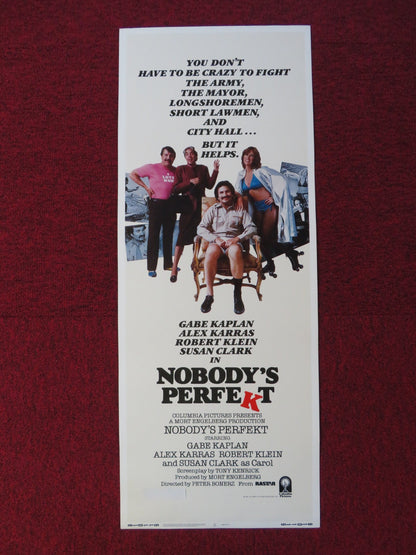 YOU DON'T
HAVE TO BE CRAZY TO FIGHT
THE ARMY,
THE MAYOR,
LONGSHOREMEN,
SHORT LAWMEN,
AND
CITY HALL...
BUT IT
HELPS.
GABE KAPLAN
ALEX KARRAS
ROBERT KLEIN
SUSAN CLARK
IN
NOBODY'S
PERFEKT
COLUMBIA PICTURES PRESENTS
A MORT ENGELBERG PRODUCTION
NOBODY'S PERFEKT
STARRING
GABE KAPLAN
ALEX KARRAS ROBERT KLEIN
and SUSAN CLARK as Carol
Screenplay by TONY KENRICK
Produced by MORT ENGELBERG
Directed by PETER BONERZ From RASTAR
Columbia
Pictures